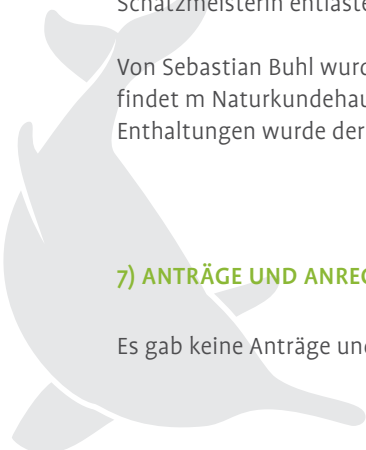 Schatzmeisterin entlaste
Von Sebastian Buhl wurd
findet m Naturkundehau
Enthaltungen wurde der
7) ANTRÄGE UND ANREG
Es gab keine Anträge und